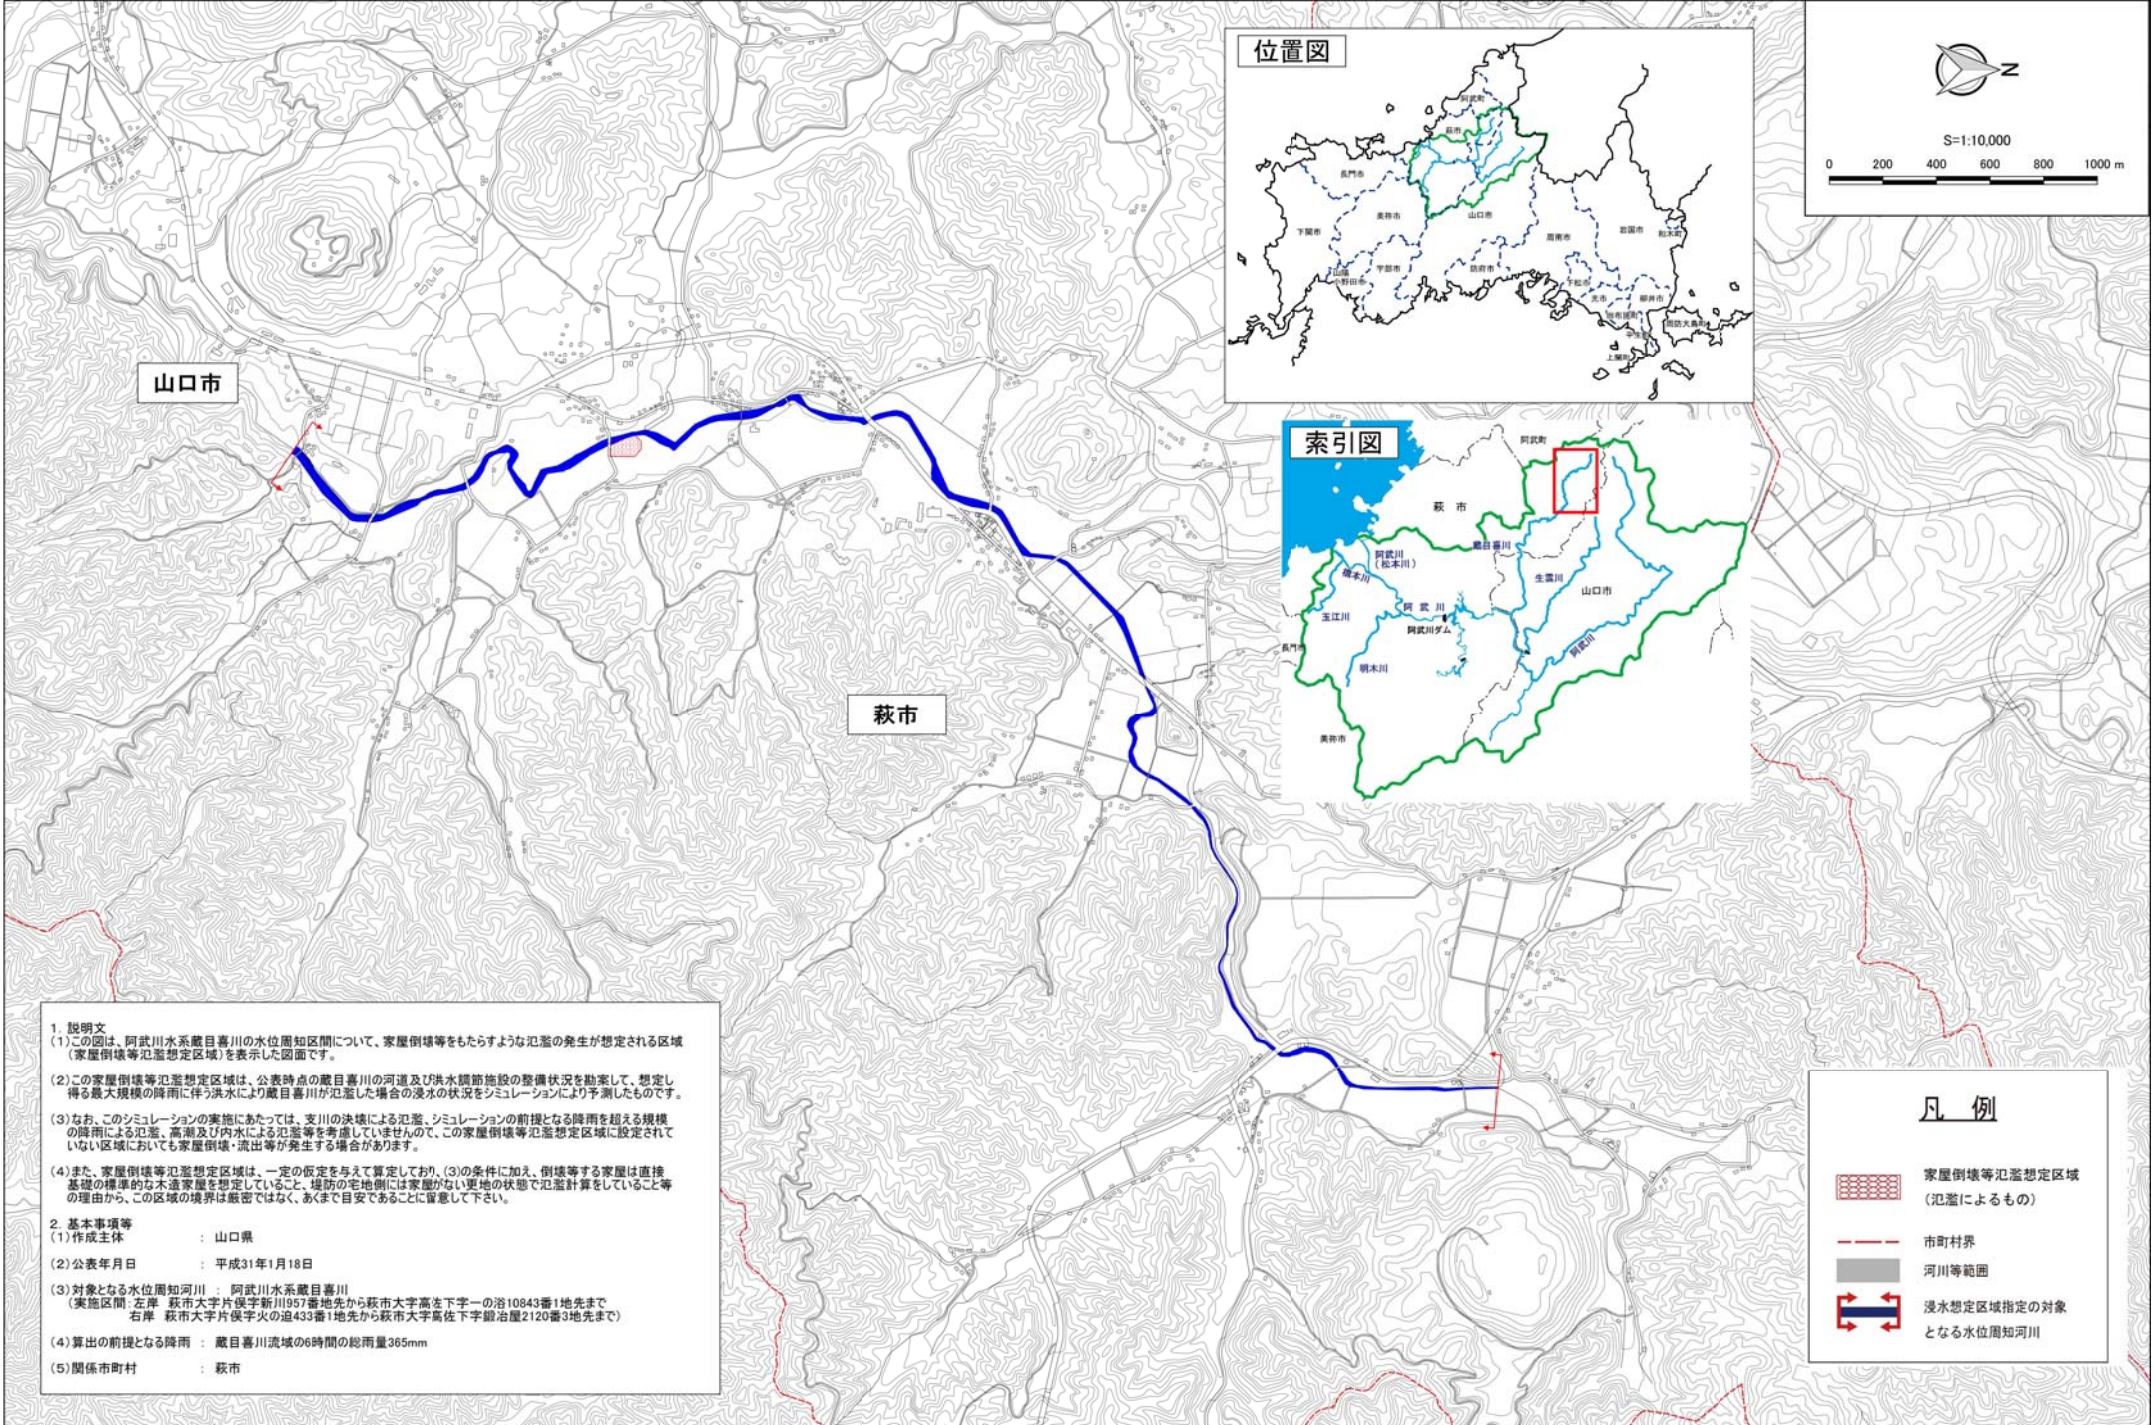 位置図
阿武町
萩市
長門市
美祢市
山口市
下関市
周南市
岩国市
和木町
山陽
小野田市
宇部市
防府市
下松市
光市
柳井市
田布施町
平生町
周防大島町
上関町
N
S=1:10,000
0 200 400 600 800 1000 m
山口市
萩市
索引図
阿武町
萩 市
蔵目喜川
阿武川
(松本川)
橋本川
生雲川
山口市
玉江川
阿 武 川
阿武川ダム
阿武川
長門市
明木川
美祢市
1. 説明文
(1)この図は、阿武川水系蔵目喜川の水位周知区間について、家屋倒壊等をもたらすような氾濫の発生が想定される区域
(家屋倒壊等氾濫想定区域)を表示した図面です。
(2)この家屋倒壊等氾濫想定区域は、公表時点の蔵目喜川の河道及び洪水調節施設の整備状況を勘案して、想定し
得る最大規模の降雨に伴う洪水により蔵目喜川が氾濫した場合の浸水の状況をシミュレーションにより予測したものです。
(3)なお、このシミュレーションの実施にあたっては、支川の決壊による氾濫、シミュレーションの前提となる降雨を超える規模
の降雨による氾濫、高潮及び内水による氾濫等を考慮していませんので、この家屋倒壊等氾濫想定区域に設定されて
いない区域においても家屋倒壊・流出等が発生する場合があります。
(4)また、家屋倒壊等氾濫想定区域は、一定の仮定を与えて算定しており、(3)の条件に加え、倒壊等する家屋は直接
基礎の標準的な木造家屋を想定していること、堤防の宅地側には家屋がない更地の状態で氾濫計算をしていること等
の理由から、この区域の境界は厳密ではなく、あくまで目安であることに留意して下さい。
2. 基本事項等
(1)作成主体 : 山口県
(2)公表年月日 : 平成31年1月18日
(3)対象となる水位周知河川 : 阿武川水系蔵目喜川
(実施区間:左岸 萩市大字片俣字新川957番地先から萩市大字高佐下字一の浴10843番1地先まで
右岸 萩市大字片俣字火の迫433番1地先から萩市大字高佐下字鍛冶屋2120番3地先まで)
(4)算出の前提となる降雨 : 蔵目喜川流域の6時間の総雨量365mm
(5)関係市町村 : 萩市
凡 例
家屋倒壊等氾濫想定区域
(氾濫によるもの)
市町村界
河川等範囲
浸水想定区域指定の対象
となる水位周知河川